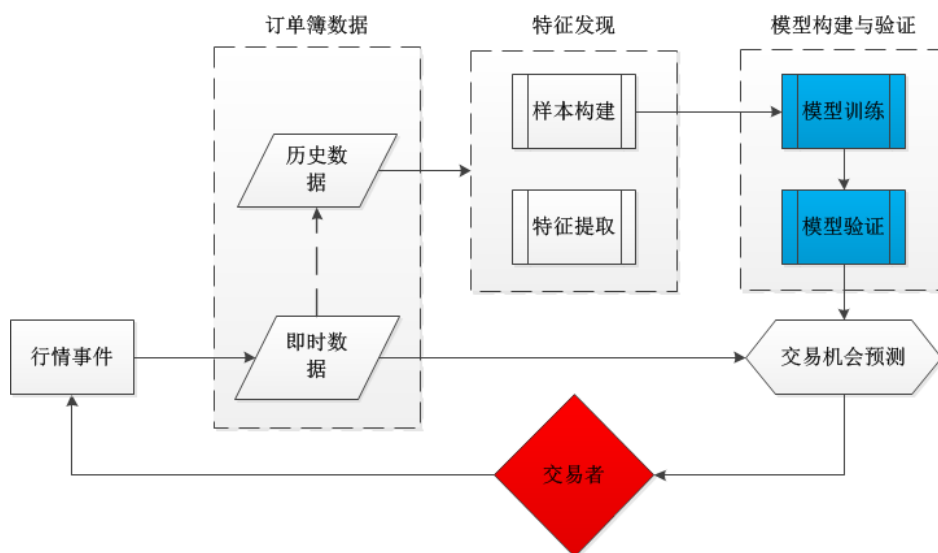 订单簿数据
特征发现
模型构建与验证
样本构建
模型训练
历史数
据
特征提取
模型验证
行情事件
即时数
据
交易机会预测
交易者